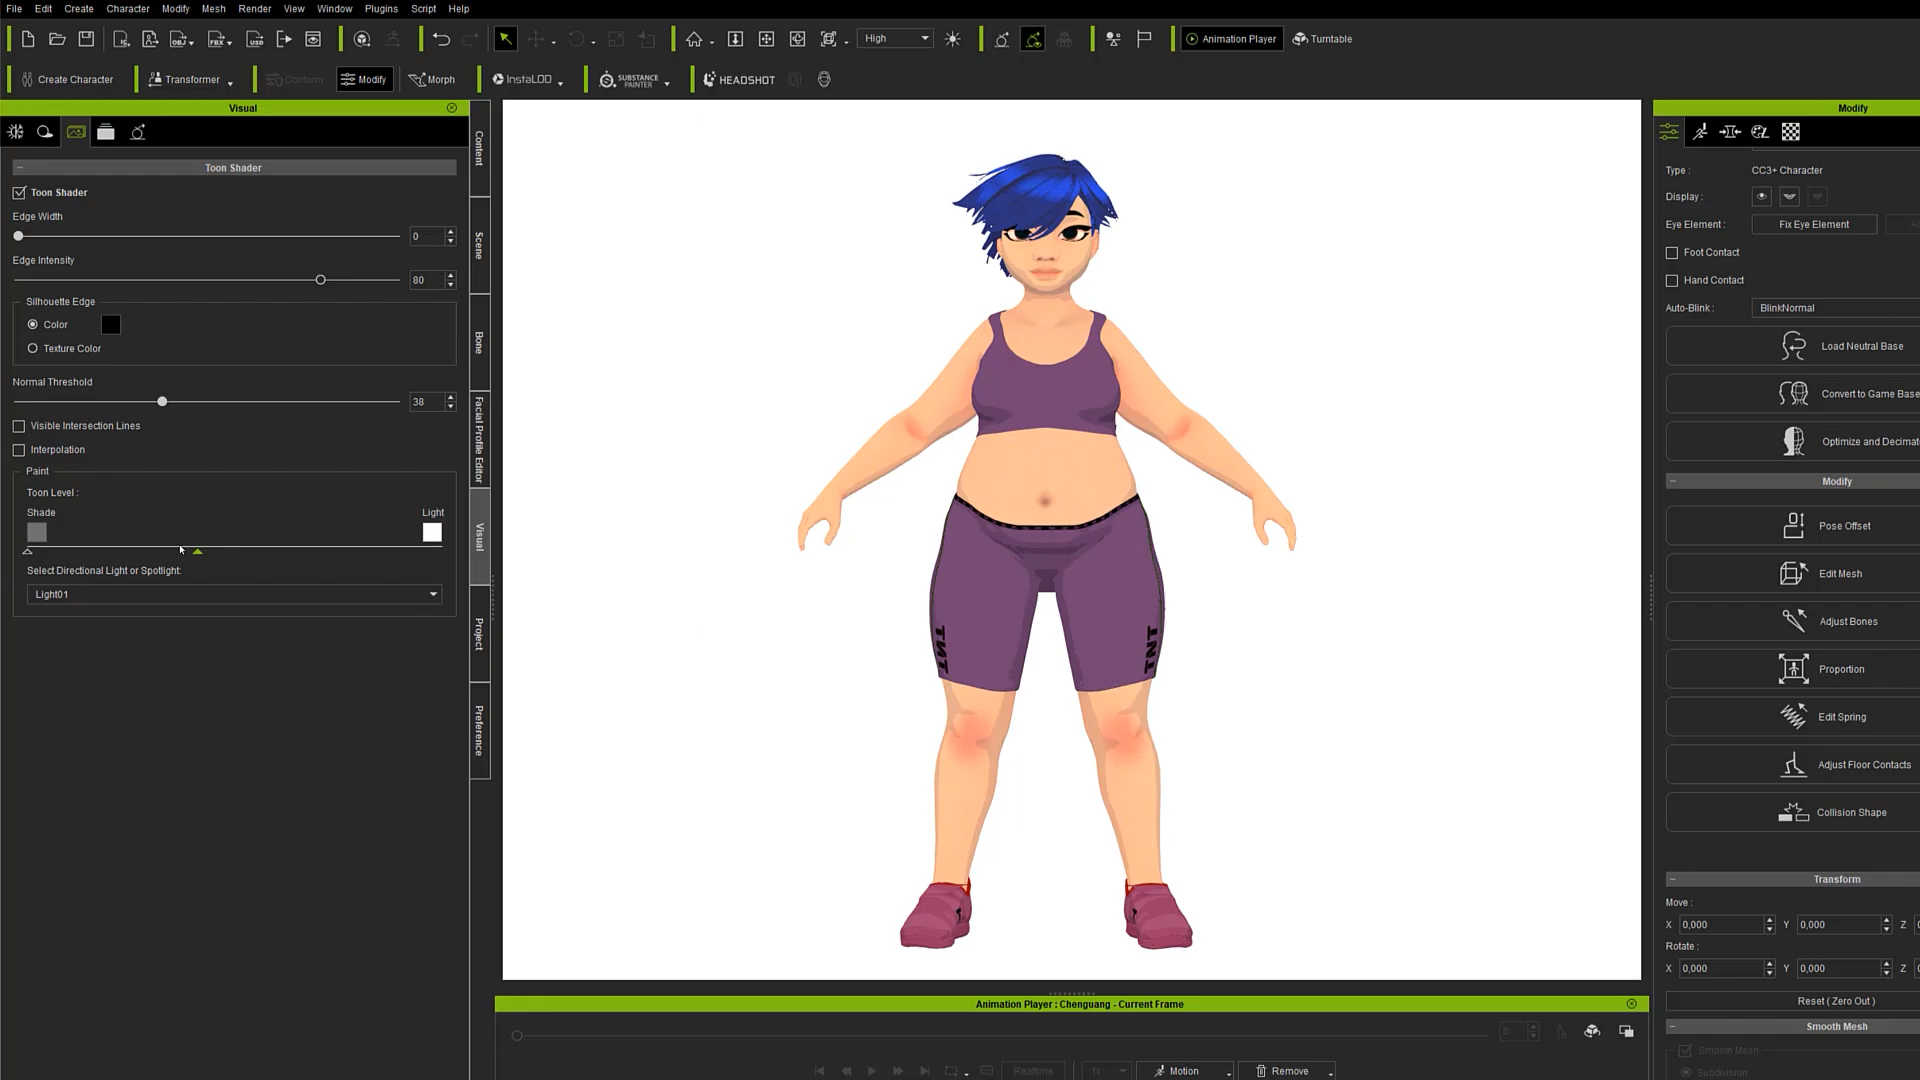 File Edit Create Character Modify Mesh Render View Window Plugins Script Help
OBJ FBX USD High Animation Player Turntable
Create Character Transformer Conform Modify Morph InstaLOD SUBSTANCE PAINTER HEADSHOT
Visual
Toon Shader
Toon Shader
Edge Width
0
Edge Intensity
80
Silhouette Edge
Color
Texture Color
Normal Threshold
38
Visible Intersection Lines
Interpolation
Paint
Toon Level :
Shade Light
Select Directional Light or Spotlight:
Light01
Content
Scene
Bone
Facial Profile Editor
Visual
Project
Preference
TNT TNT
Animation Player : Chenguang - Current Frame
0
Realtime 1x Motion Remove
Modify
Type : CC3+ Character
Display :
Eye Element : Fix Eye Element
Foot Contact
Hand Contact
Auto-Blink : BlinkNormal
Load Neutral Base
Convert to Game Base
Optimize and Decimat
Modify
Pose Offset
Edit Mesh
Adjust Bones
Proportion
Edit Spring
Adjust Floor Contacts
Collision Shape
Transform
Move :
X 0,000 Y 0,000 Z
Rotate :
X 0,000 Y 0,000 Z
Reset ( Zero Out )
Smooth Mesh
Smooth Mesh
Subdivision